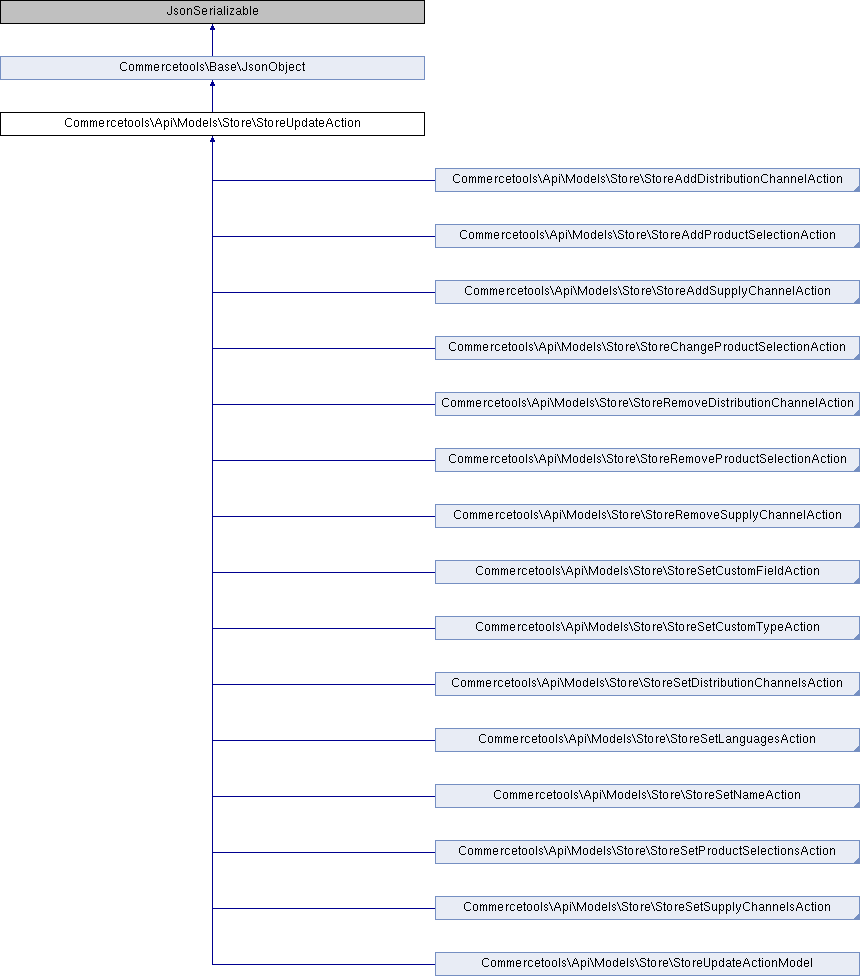 JsonSerializable
Commercetools\Base\JsonObject
Commercetools\Api\Models\Store\StoreUpdateAction
Commercetools\Api\Models\Store\StoreAddDistributionChannelAction
Commercetools\Api\Models\Store\StoreAddProductSelectionAction
Commercetools\Api\Models\Store\StoreAddSupplyChannelAction
Commercetools\Api\Models\Store\StoreChangeProductSelectionAction
Commercetools\Api\Models\Store\StoreRemoveDistributionChannelAction
Commercetools\Api\Models\Store\StoreRemoveProductSelectionAction
Commercetools\Api\Models\Store\StoreRemoveSupplyChannelAction
Commercetools\Api\Models\Store\StoreSetCustomFieldAction
Commercetools\Api\Models\Store\StoreSetCustomTypeAction
Commercetools\Api\Models\Store\StoreSetDistributionChannelsAction
Commercetools\Api\Models\Store\StoreSetLanguagesAction
Commercetools\Api\Models\Store\StoreSetNameAction
Commercetools\Api\Models\Store\StoreSetProductSelectionsAction
Commercetools\Api\Models\Store\StoreSetSupplyChannelsAction
Commercetools\Api\Models\Store\StoreUpdateActionModel